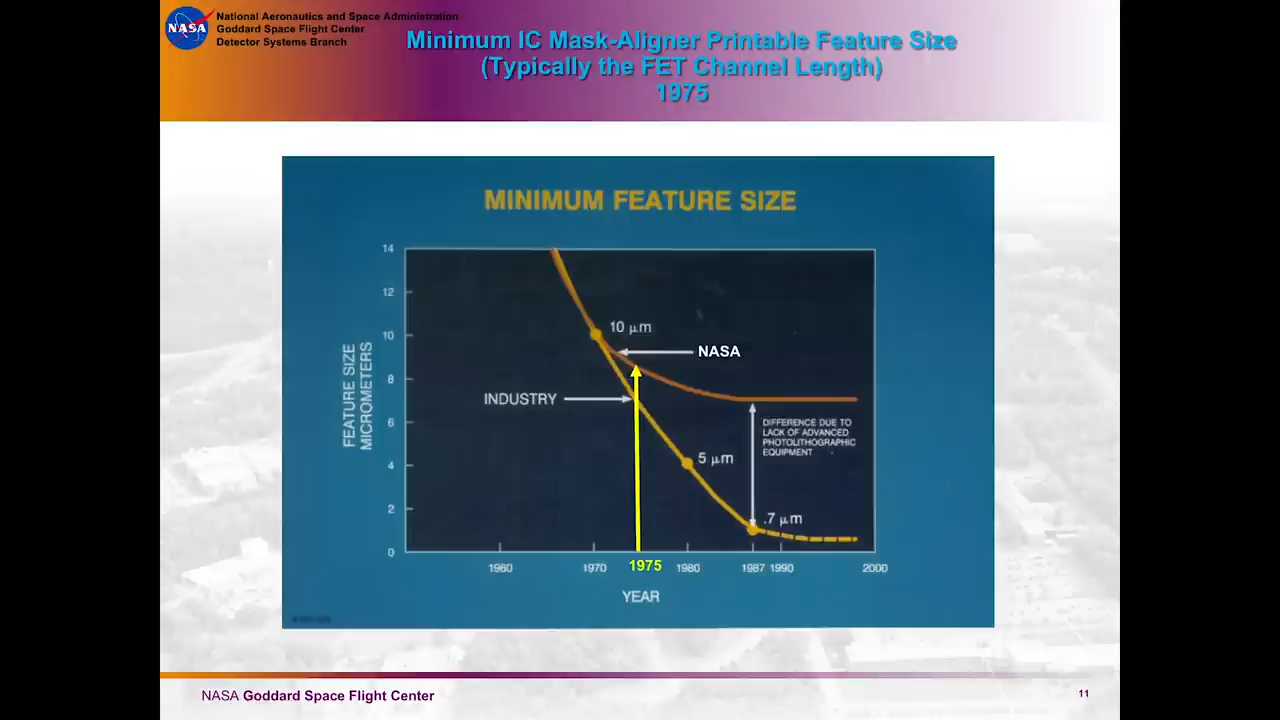 National Aeronautics and Space Administration
Goddard Space Flight Center
Detector Systems Branch
NASA
Minimum IC Mask-Aligner Printable Feature Size
(Typically the FET Channel Length)
1975
MINIMUM FEATURE SIZE
14
12
10
8
6
4
2
0
FEATURE SIZE
MICROMETERS
10 μm
NASA
INDUSTRY
DIFFERENCE DUE TO
LACK OF ADVANCED
PHOTOLITHOGRAPHIC
EQUIPMENT
5 μm
.7 μm
1960
1970
1975
1980
1987
1990
2000
YEAR
NASA Goddard Space Flight Center
11